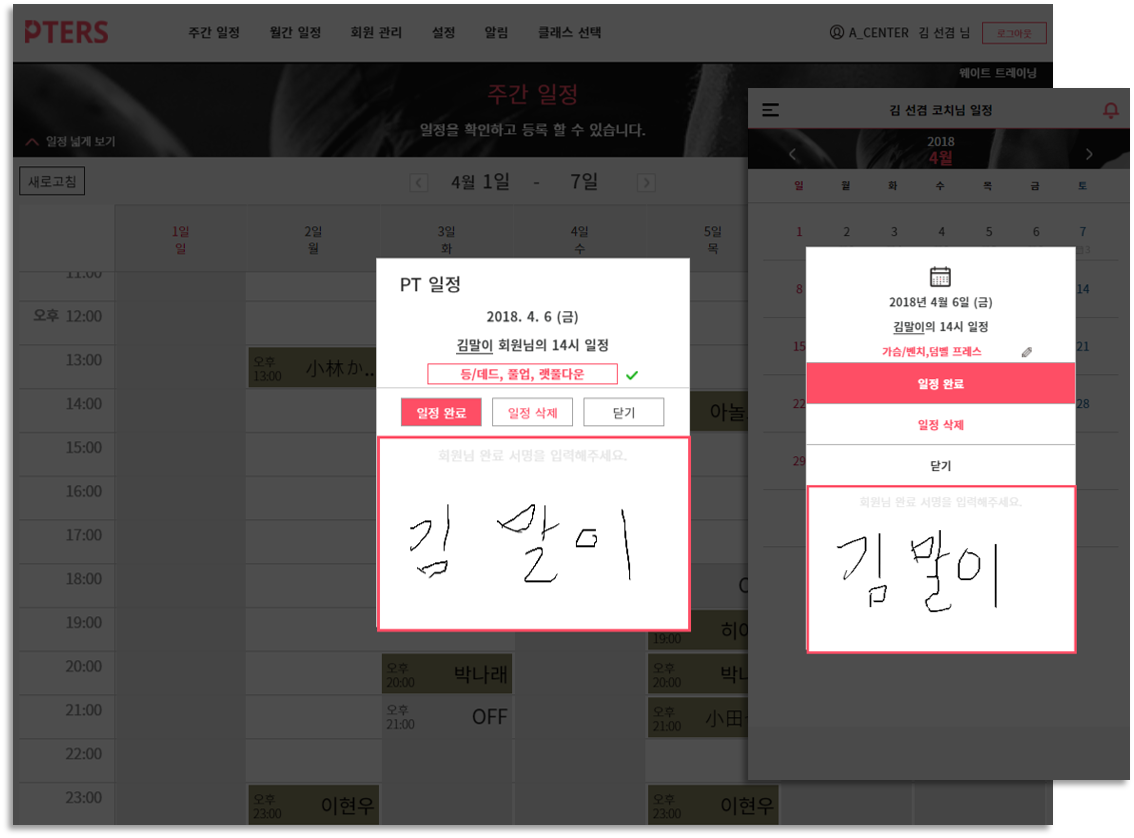 PTERS
주간 일정 월간 일정 회원 관리 설정 알림 클래스 선택
A_CENTER 김 선겸 님 로그아웃
웨이트 트레이닝
주간 일정
일정을 확인하고 등록 할 수 있습니다.
일정 넓게 보기
새로고침
4월 1일 - 7일
1일 2일 3일 4일 5일
일 월 화 수 목
11:00
오후 12:00
13:00
14:00
15:00
16:00
17:00
18:00
19:00
20:00
21:00
22:00
23:00
오후
13:00 小林か...
아놀
히어
19:00
오후
20:00 박나래
오후
20:00
오후
21:00 OFF
오후
21:00 小田
오후
23:00 이현우
오후
23:00 이현우
PT 일정
2018. 4. 6 (금)
김말이 회원님의 14시 일정
등/데드, 풀업, 랫풀다운
일정 완료 일정 삭제 닫기
회원님 완료 서명을 입력해주세요.
김 말이
김 선겸 코치님 일정
2018
4월
일 월 화 수 목 금 토
1 2 3 4 5 6 7
8 14
15 21
22 28
29
2018년 4월 6일 (금)
김말이의 14시 일정
가슴/벤치,덤벨 프레스
일정 완료
일정 삭제
닫기
회원님 완료 서명을 입력해주세요.
김말이